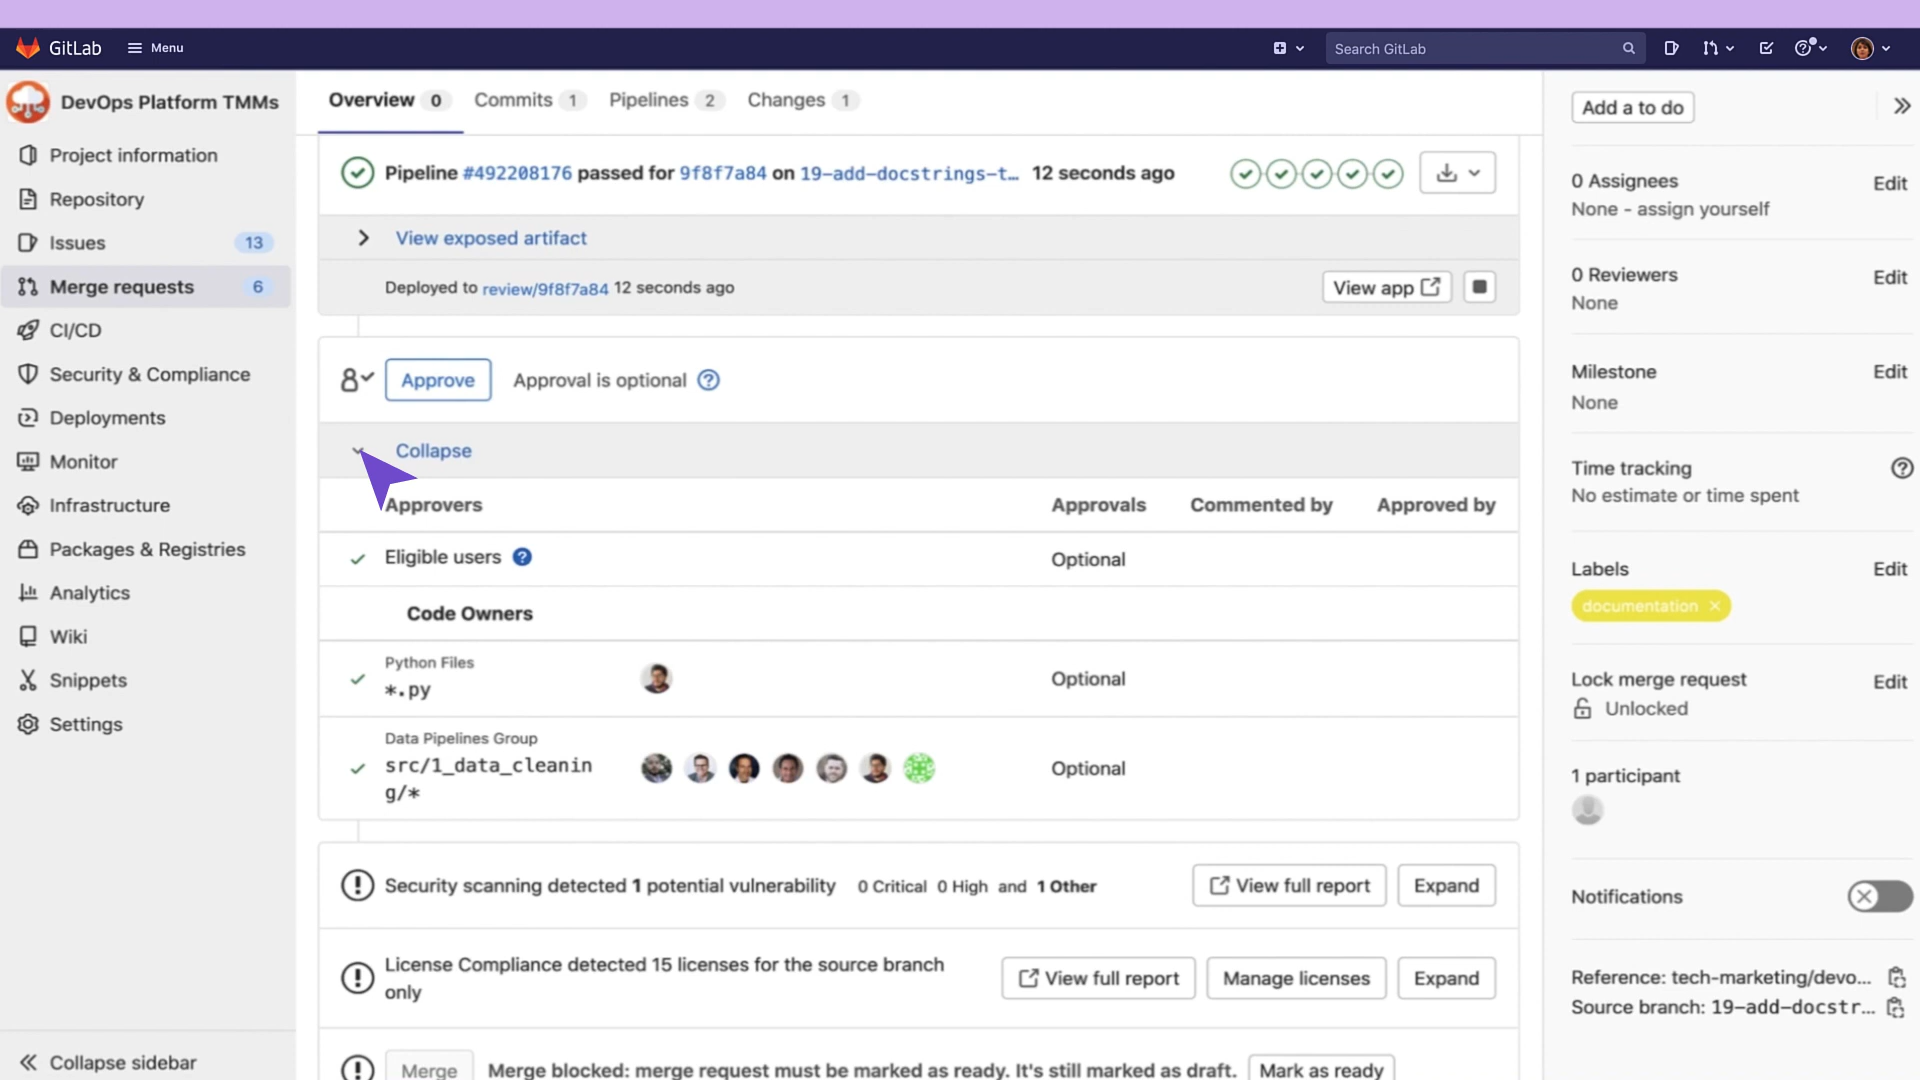 GitLab Menu Search GitLab
DevOps Platform TMMs
Project information
Repository
Issues 13
Merge requests 6
CI/CD
Security & Compliance
Deployments
Monitor
Infrastructure
Packages & Registries
Analytics
Wiki
Snippets
Settings
Collapse sidebar
Overview 0 Commits 1 Pipelines 2 Changes 1
Pipeline #492208176 passed for 9f8f7a84 on 19-add-docstrings-t... 12 seconds ago
View exposed artifact
Deployed to review/9f8f7a84 12 seconds ago View app
Approve Approval is optional
Collapse
Approvers Approvals Commented by Approved by
Eligible users Optional
Code Owners
Python Files
*.py Optional
Data Pipelines Group
src/1_data_cleanin Optional
g/*
Security scanning detected 1 potential vulnerability 0 Critical 0 High and 1 Other View full report Expand
License Compliance detected 15 licenses for the source branch
only View full report Manage licenses Expand
Merge Merge blocked: merge request must be marked as ready. It's still marked as draft. Mark as ready
Add a to do
0 Assignees Edit
None - assign yourself
0 Reviewers Edit
None
Milestone Edit
None
Time tracking
No estimate or time spent
Labels Edit
documentation
Lock merge request Edit
Unlocked
1 participant
Notifications
Reference: tech-marketing/devo...
Source branch: 19-add-docstr...